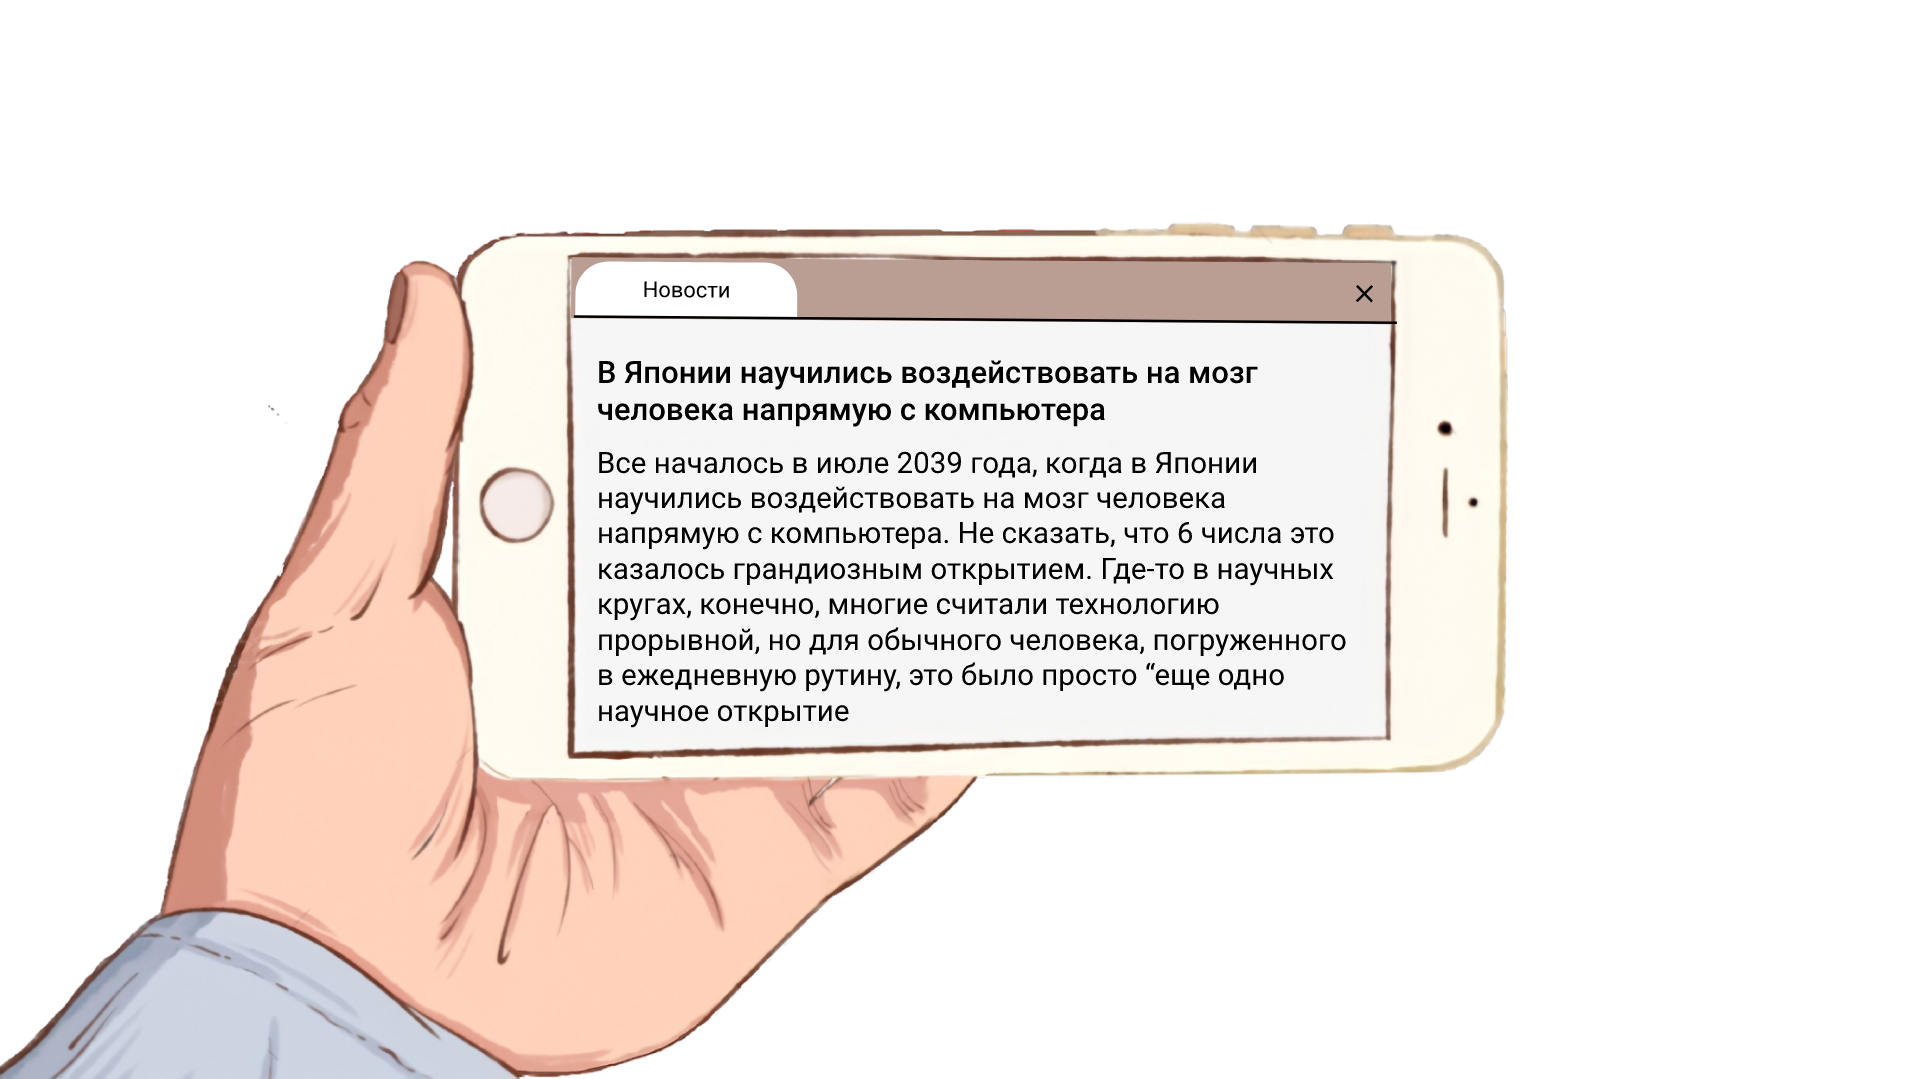 Новости
В Японии научились воздействовать на мозг
человека напрямую с компьютера
Все началось в июле 2039 года, когда в Японии
научились воздействовать на мозг человека
напрямую с компьютера. Не сказать, что 6 числа это
казалось грандиозным открытием. Где-то в научных
кругах, конечно, многие считали технологию
прорывной, но для обычного человека, погруженного
в ежедневную рутину, это было просто “еще одно
научное открытие